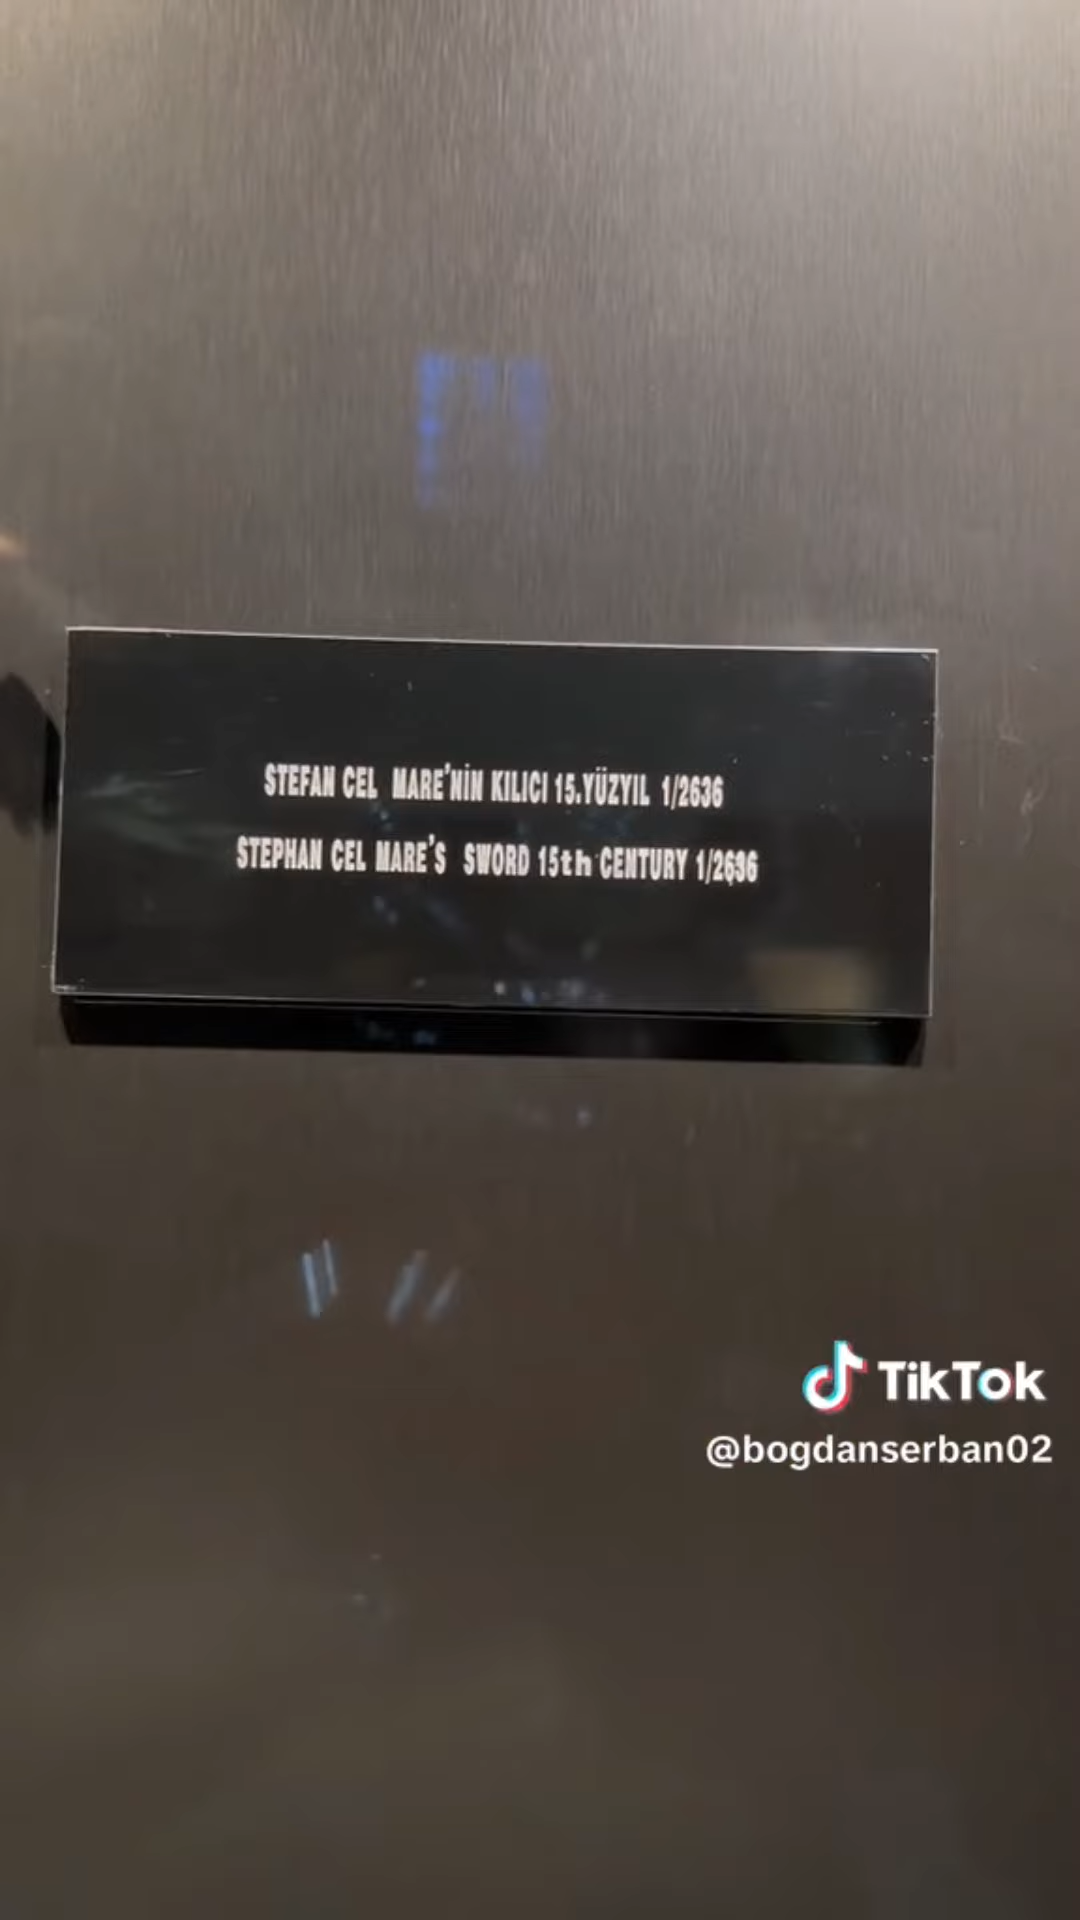 STEFAN CEL MARE'NİN KILICI 15.YÜZYIL 1/2636
STEPHAN CEL MARE'S SWORD 15th CENTURY 1/2636
TikTok
@bogdanserban02